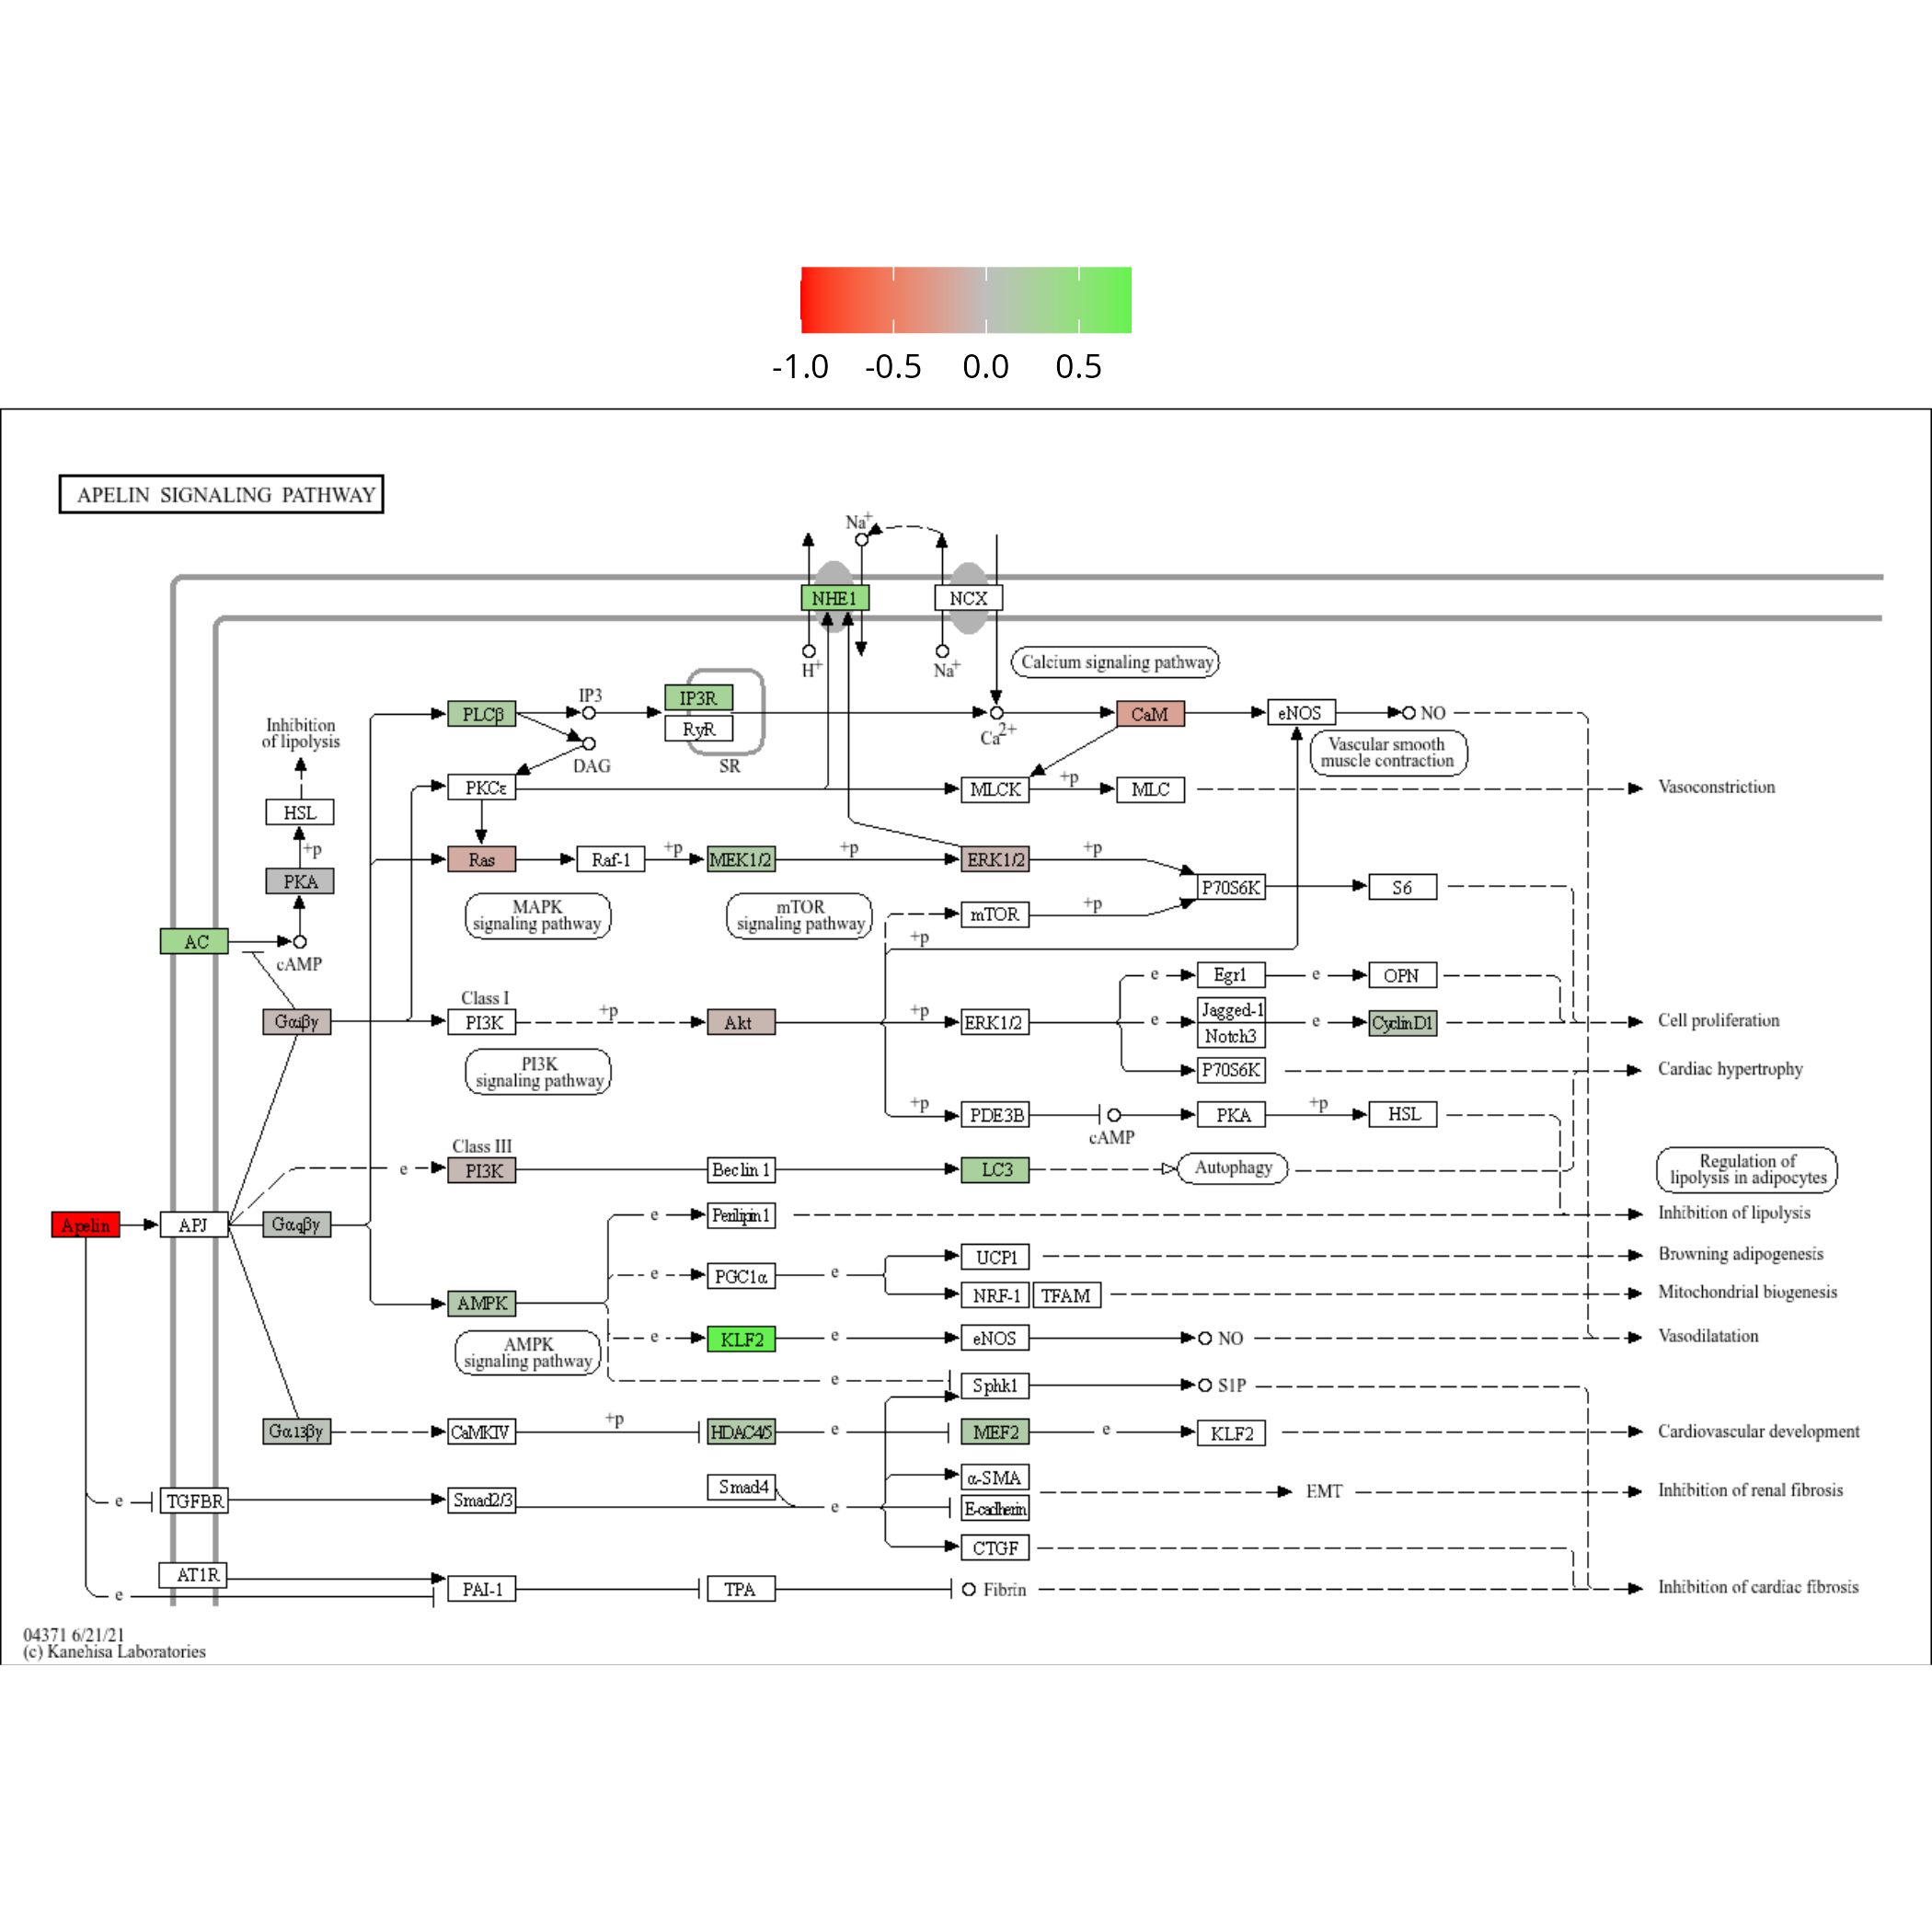 -1.0 -0.5 0.0 0.5
APELIN SIGNALING PATHWAY
Na+
NHE1
NCX
H+
Na+
Calcium signaling pathway
IP3
IP3R
PLCβ
CaM
eNOS
NO
RyR
Ca2+
Inhibition
of lipolysis
DAG
SR
Vascular smooth
muscle contraction
PKCε
MLCK
+p
MLC
Vasoconstriction
HSL
+p
Ras
Raf-1
+p
MEK1/2
+p
ERK1/2
+p
PKA
P70S6K
S6
MAPK
signaling pathway
mTOR
signaling pathway
mTOR
+p
AC
+p
cAMP
Egr1
e
e
OPN
Class I
Gαiβγ
PI3K
+p
Akt
+p
ERK1/2
e
Jagged-1
Notch3
e
CyclinD1
Cell proliferation
PI3K
signaling pathway
P70S6K
Cardiac hypertrophy
+p
PDE3B
cAMP
PKA
+p
HSL
Class III
e
PI3K
Beclin 1
LC3
Autophagy
Regulation of
lipolysis in adipocytes
Apelin
APJ
Gαqβγ
e
Perilipin1
Inhibition of lipolysis
UCP1
Browning adipogenesis
e
PGC1α
e
NRF-1
TFAM
Mitochondrial biogenesis
AMPK
AMPK
signaling pathway
e
KLF2
e
eNOS
NO
Vasodilatation
e
Sphk1
S1P
Gα13βγ
CaMKIV
+p
HDAC4/5
e
MEF2
e
KLF2
Cardiovascular development
α-SMA
e
TGFBR
Smad2/3
Smad4
e
E-cadherin
EMT
Inhibition of renal fibrosis
CTGF
AT1R
e
PAI-1
TPA
Fibrin
Inhibition of cardiac fibrosis
04371 6/21/21
(c) Kanehisa Laboratories